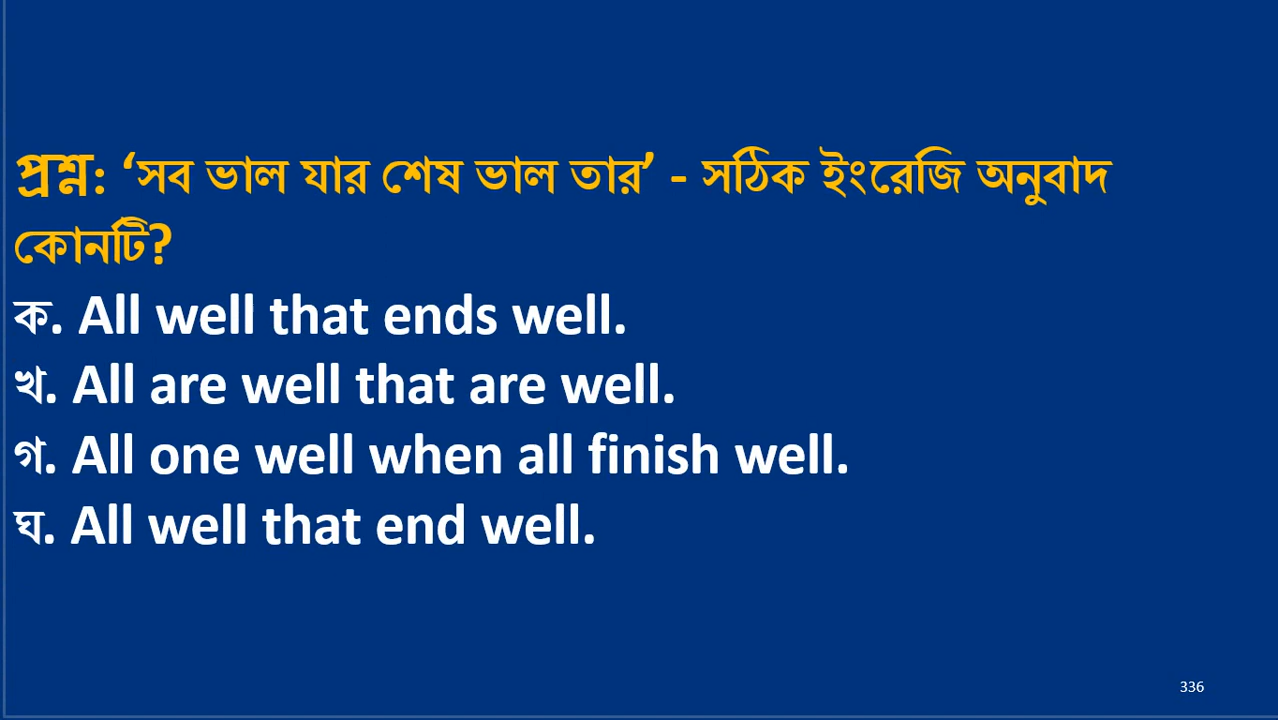 প্রশ্ন: ‘সব ভাল যার শেষ ভাল তার’ - সঠিক ইংরেজি অনুবাদ
কোনটি?
ক. All well that ends well.
খ. All are well that are well.
গ. All one well when all finish well.
ঘ. All well that end well.
336